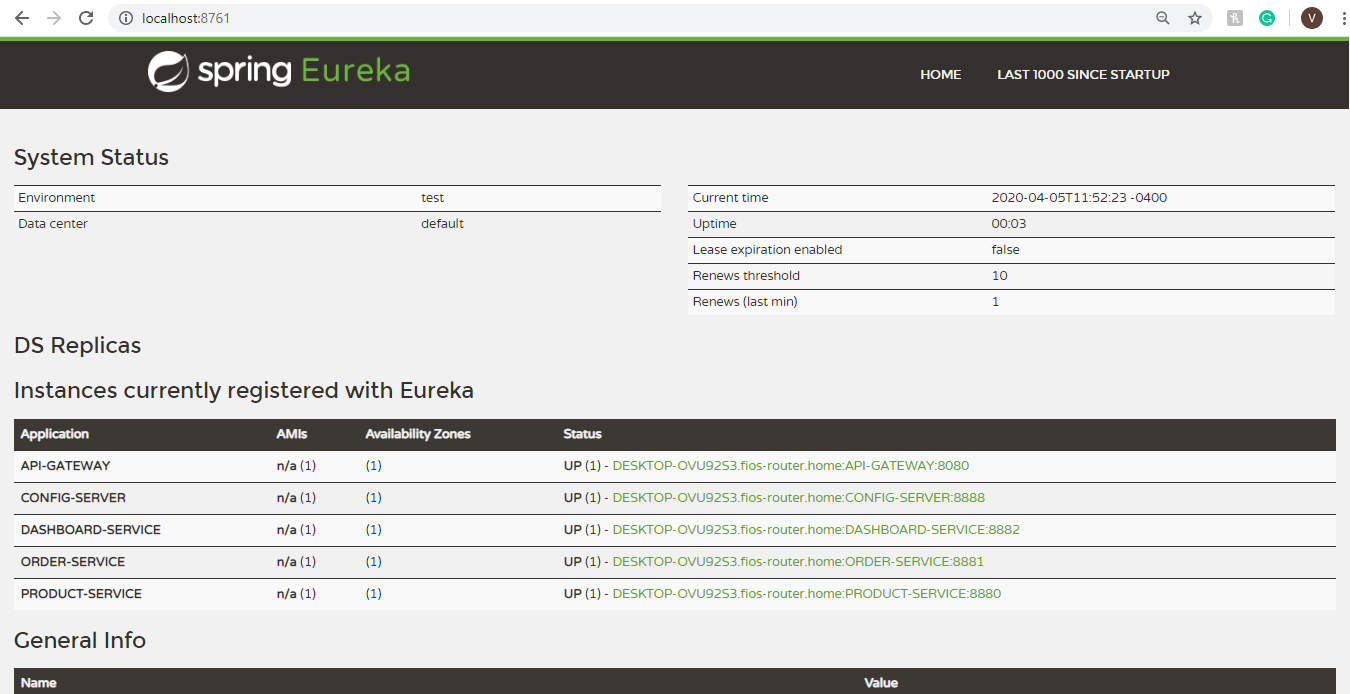 localhost:8761
V
spring Eureka
HOME LAST 1000 SINCE STARTUP
System Status
Environment test
Data center default
Current time 2020-04-05T11:52:23 -0400
Uptime 00:03
Lease expiration enabled false
Renews threshold 10
Renews (last min) 1
DS Replicas
Instances currently registered with Eureka
Application AMIs Availability Zones Status
API-GATEWAY n/a (1) (1) UP (1) - DESKTOP-OVU92S3.fios-router.home:API-GATEWAY:8080
CONFIG-SERVER n/a (1) (1) UP (1) - DESKTOP-OVU92S3.fios-router.home:CONFIG-SERVER:8888
DASHBOARD-SERVICE n/a (1) (1) UP (1) - DESKTOP-OVU92S3.fios-router.home:DASHBOARD-SERVICE:8882
ORDER-SERVICE n/a (1) (1) UP (1) - DESKTOP-OVU92S3.fios-router.home:ORDER-SERVICE:8881
PRODUCT-SERVICE n/a (1) (1) UP (1) - DESKTOP-OVU92S3.fios-router.home:PRODUCT-SERVICE:8880
General Info
Name Value